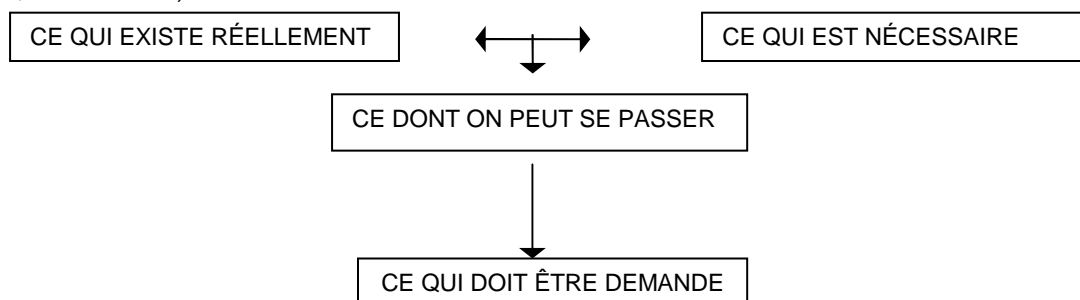 CE QUI EXISTE RÉELLEMENT
CE QUI EST NÉCESSAIRE
CE DONT ON PEUT SE PASSER
CE QUI DOIT ÊTRE DEMANDE